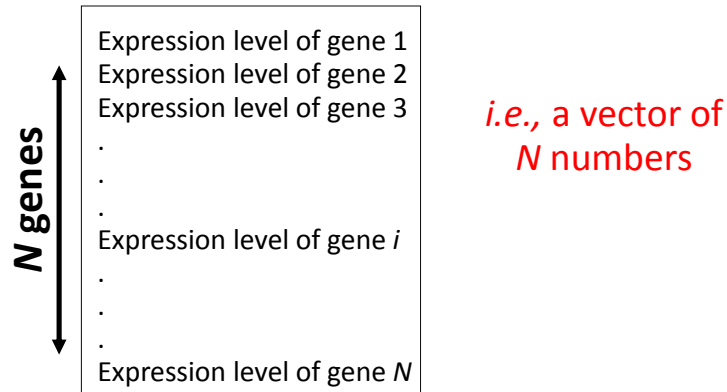 Expression level of gene 1
Expression level of gene 2
Expression level of gene 3
.
.
.
Expression level of gene i
.
.
.
Expression level of gene N
N genes
i.e., a vector of
N numbers